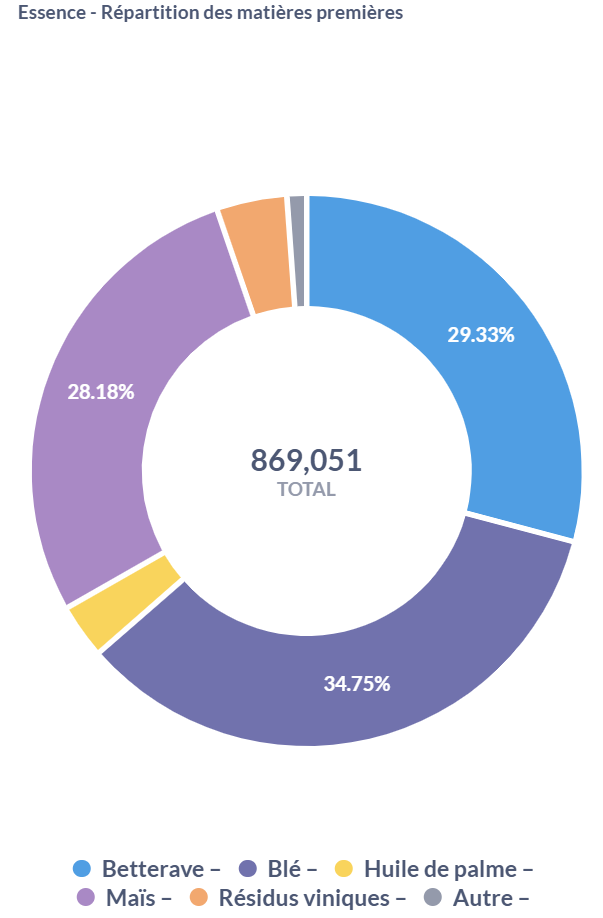 Essence - Répartition des matières premières
29.33%
28.18%
869,051
TOTAL
34.75%
Betterave – Blé – Huile de palme –
Maïs – Résidus viniques – Autre –